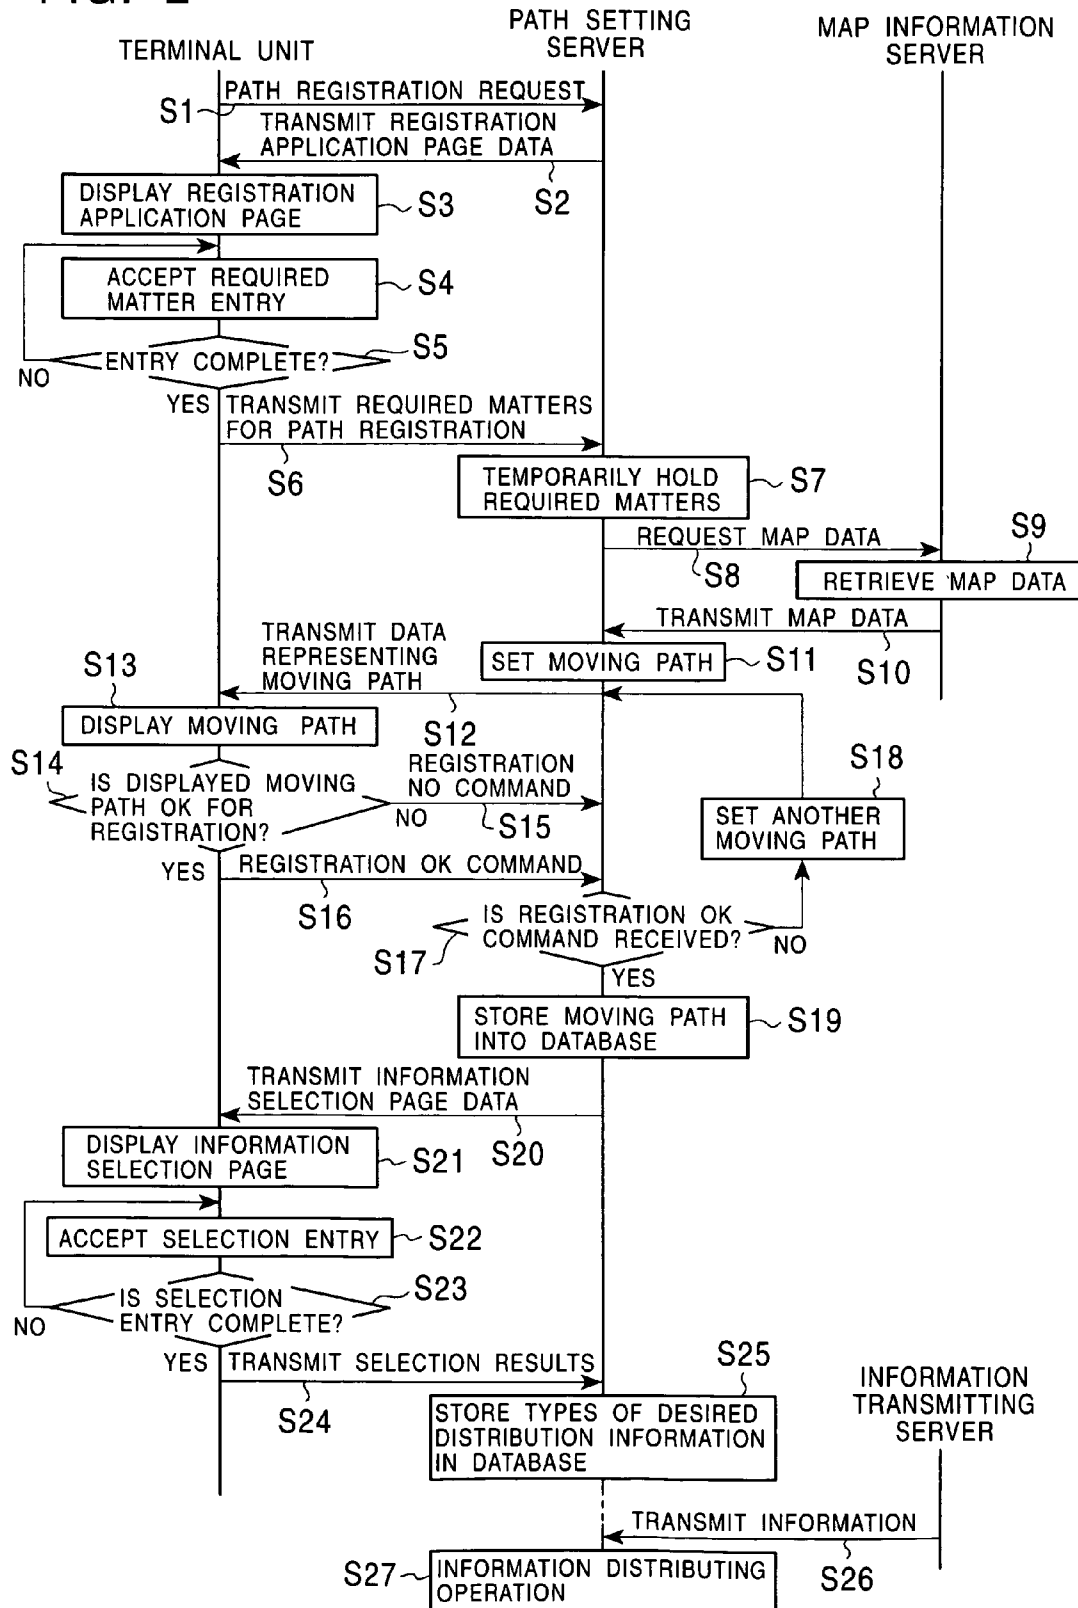 PATH SETTING
SERVER
MAP INFORMATION
SERVER
TERMINAL UNIT
PATH REGISTRATION REQUEST
S1
TRANSMIT REGISTRATION
APPLICATION PAGE DATA
S2
DISPLAY REGISTRATION
APPLICATION PAGE
S3
ACCEPT REQUIRED
MATTER ENTRY
S4
ENTRY COMPLETE?
S5
NO
YES
TRANSMIT REQUIRED MATTERS
FOR PATH REGISTRATION
S6
TEMPORARILY HOLD
REQUIRED MATTERS
S7
REQUEST MAP DATA
S8
S9
RETRIEVE MAP DATA
TRANSMIT MAP DATA
S10
SET MOVING PATH
S11
TRANSMIT DATA
REPRESENTING
MOVING PATH
S12
S13
DISPLAY MOVING PATH
S14
IS DISPLAYED MOVING
PATH OK FOR
REGISTRATION?
NO
REGISTRATION
NO COMMAND
S15
S18
SET ANOTHER
MOVING PATH
YES
REGISTRATION OK COMMAND
S16
IS REGISTRATION OK
COMMAND RECEIVED?
S17
NO
YES
STORE MOVING PATH
INTO DATABASE
S19
TRANSMIT INFORMATION
SELECTION PAGE DATA
S20
DISPLAY INFORMATION
SELECTION PAGE
S21
ACCEPT SELECTION ENTRY
S22
IS SELECTION
ENTRY COMPLETE?
S23
NO
YES
TRANSMIT SELECTION RESULTS
S24
S25
STORE TYPES OF DESIRED
DISTRIBUTION INFORMATION
IN DATABASE
INFORMATION
TRANSMITTING
SERVER
TRANSMIT INFORMATION
S26
S27
INFORMATION DISTRIBUTING
OPERATION